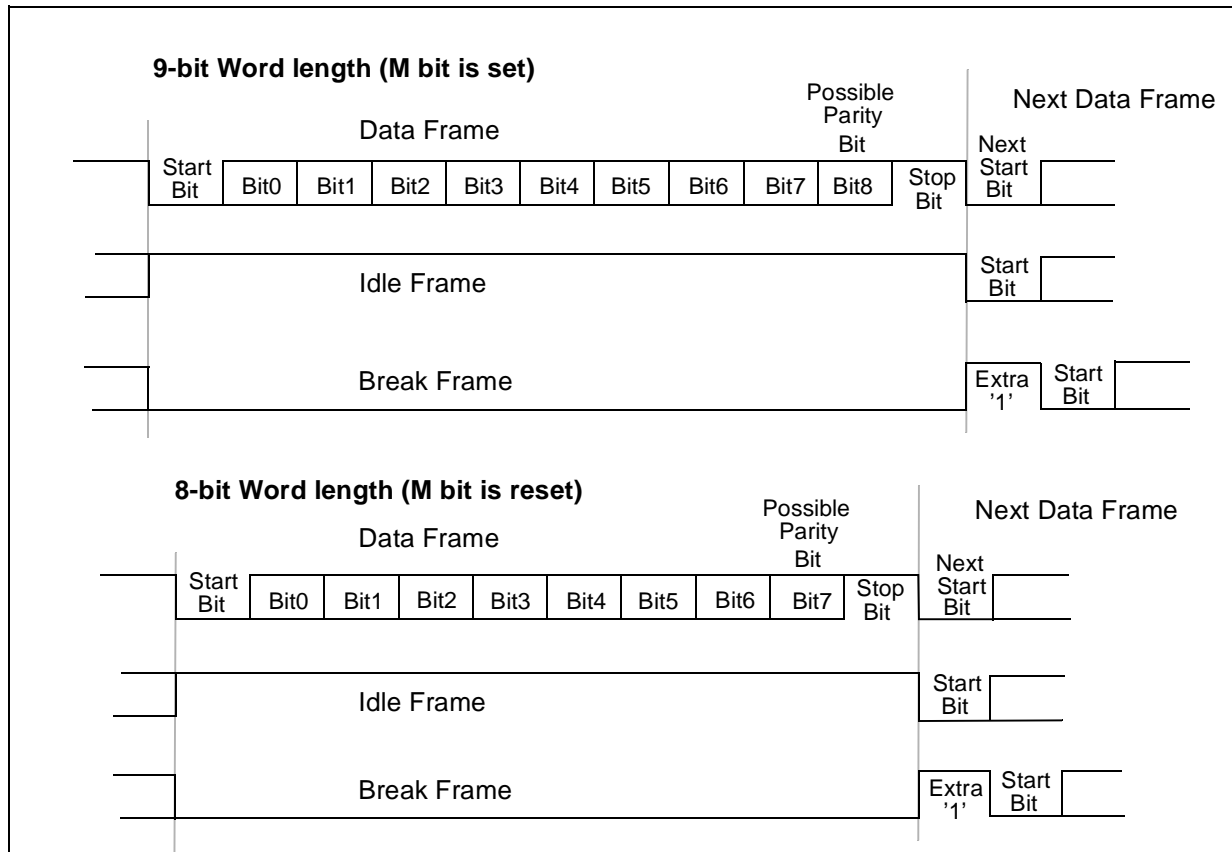 9-bit Word length (M bit is set)
Possible
Parity
Bit
Next Data Frame
Data Frame
Next
Start
Bit
Start
Bit
Bit0
Bit1
Bit2
Bit3
Bit4
Bit5
Bit6
Bit7
Bit8
Stop
Bit
Idle Frame
Start
Bit
Break Frame
Extra
’1’
Start
Bit
8-bit Word length (M bit is reset)
Possible
Parity
Bit
Next Data Frame
Data Frame
Next
Start
Bit
Start
Bit
Bit0
Bit1
Bit2
Bit3
Bit4
Bit5
Bit6
Bit7
Stop
Bit
Idle Frame
Start
Bit
Break Frame
Extra
’1’
Start
Bit